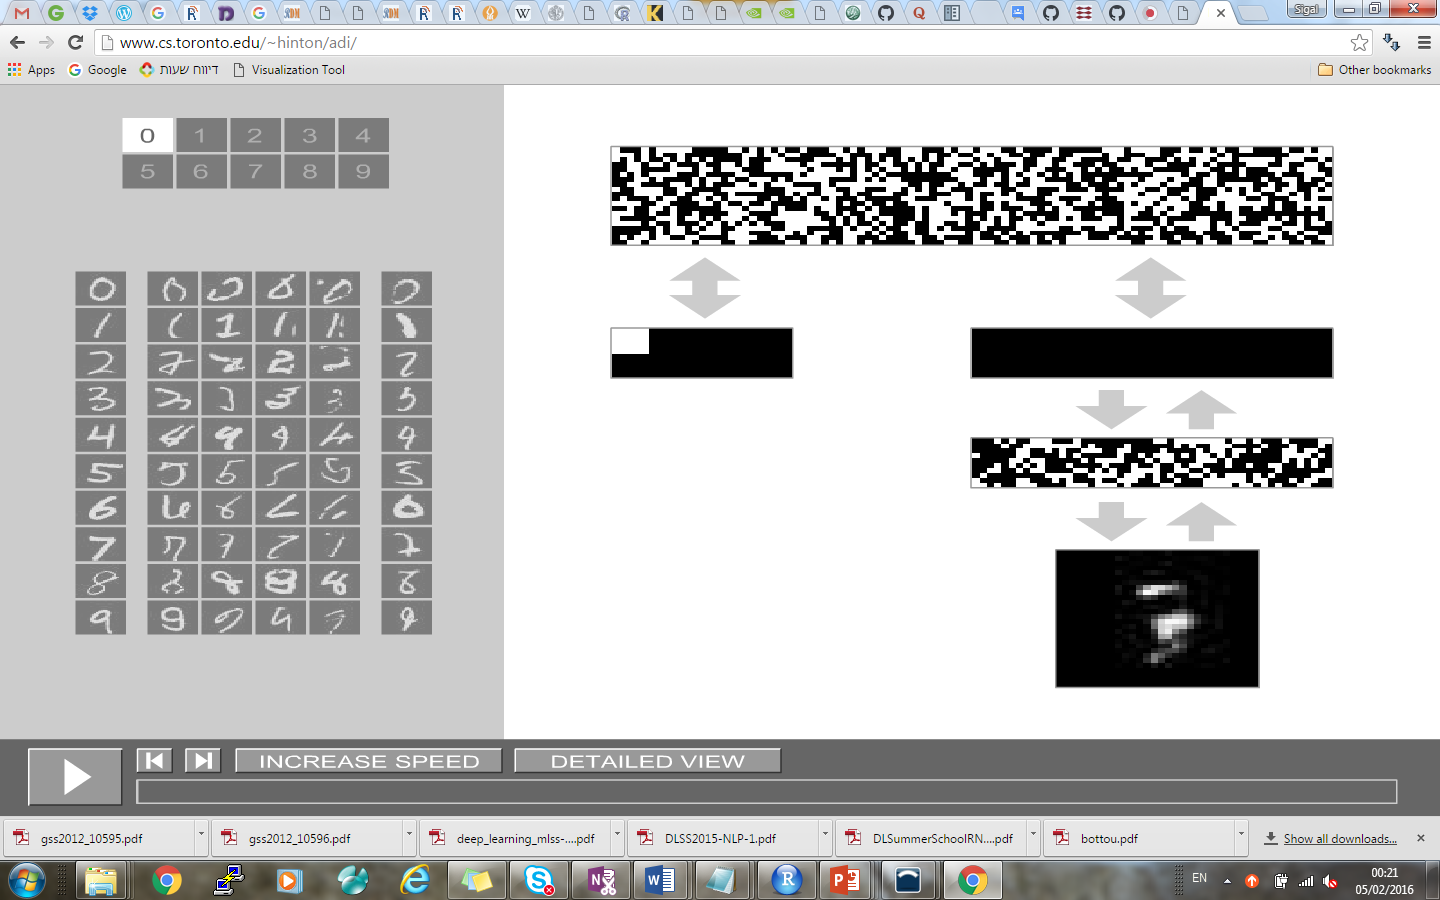 Sigal
www.cs.toronto.edu/~hinton/adi/
Apps Google דיווח שעות Visualization Tool Other bookmarks
0 1 2 3 4
5 6 7 8 9
INCREASE SPEED DETAILED VIEW
gss2012_10595.pdf gss2012_10596.pdf deep_learning_mlss-....pdf DLSS2015-NLP-1.pdf DLSummerSchoolRN....pdf bottou.pdf Show all downloads...
EN 00:21
05/02/2016